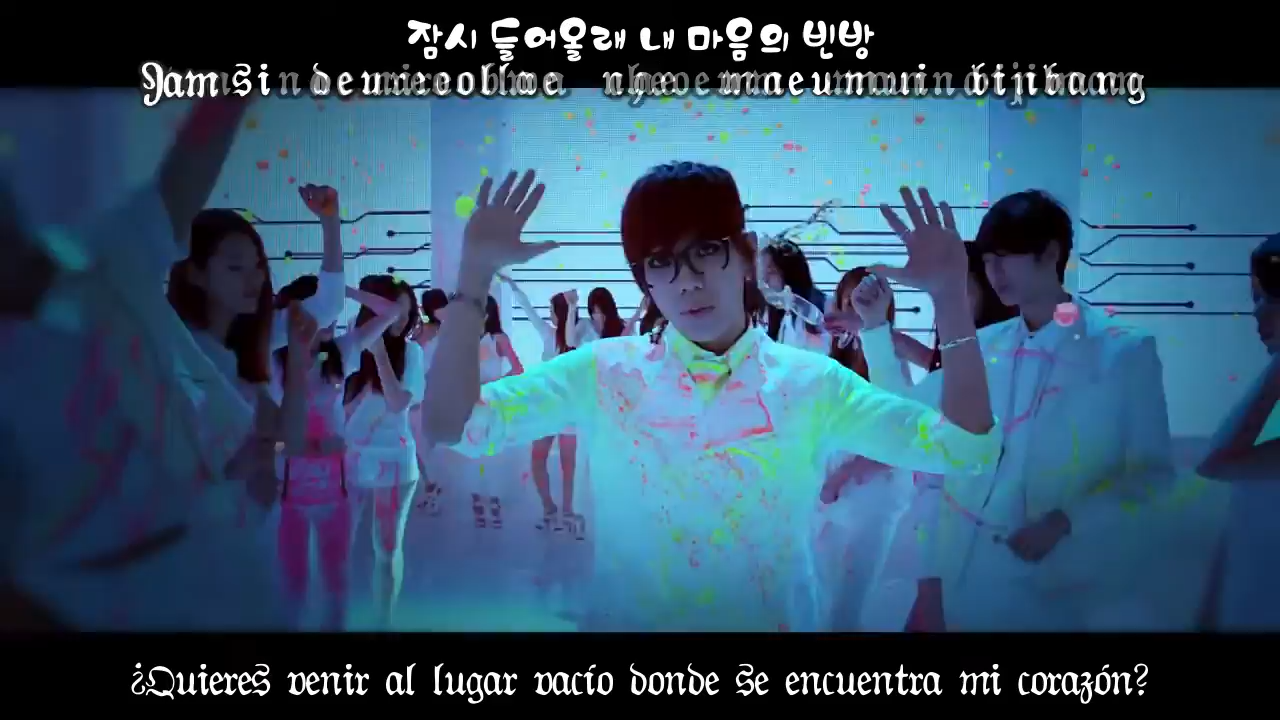 잠시 들어올래 내 마음의 빈방
Jamsi
¿Quieres venir al lugar vacío donde se encuentra mi corazón?